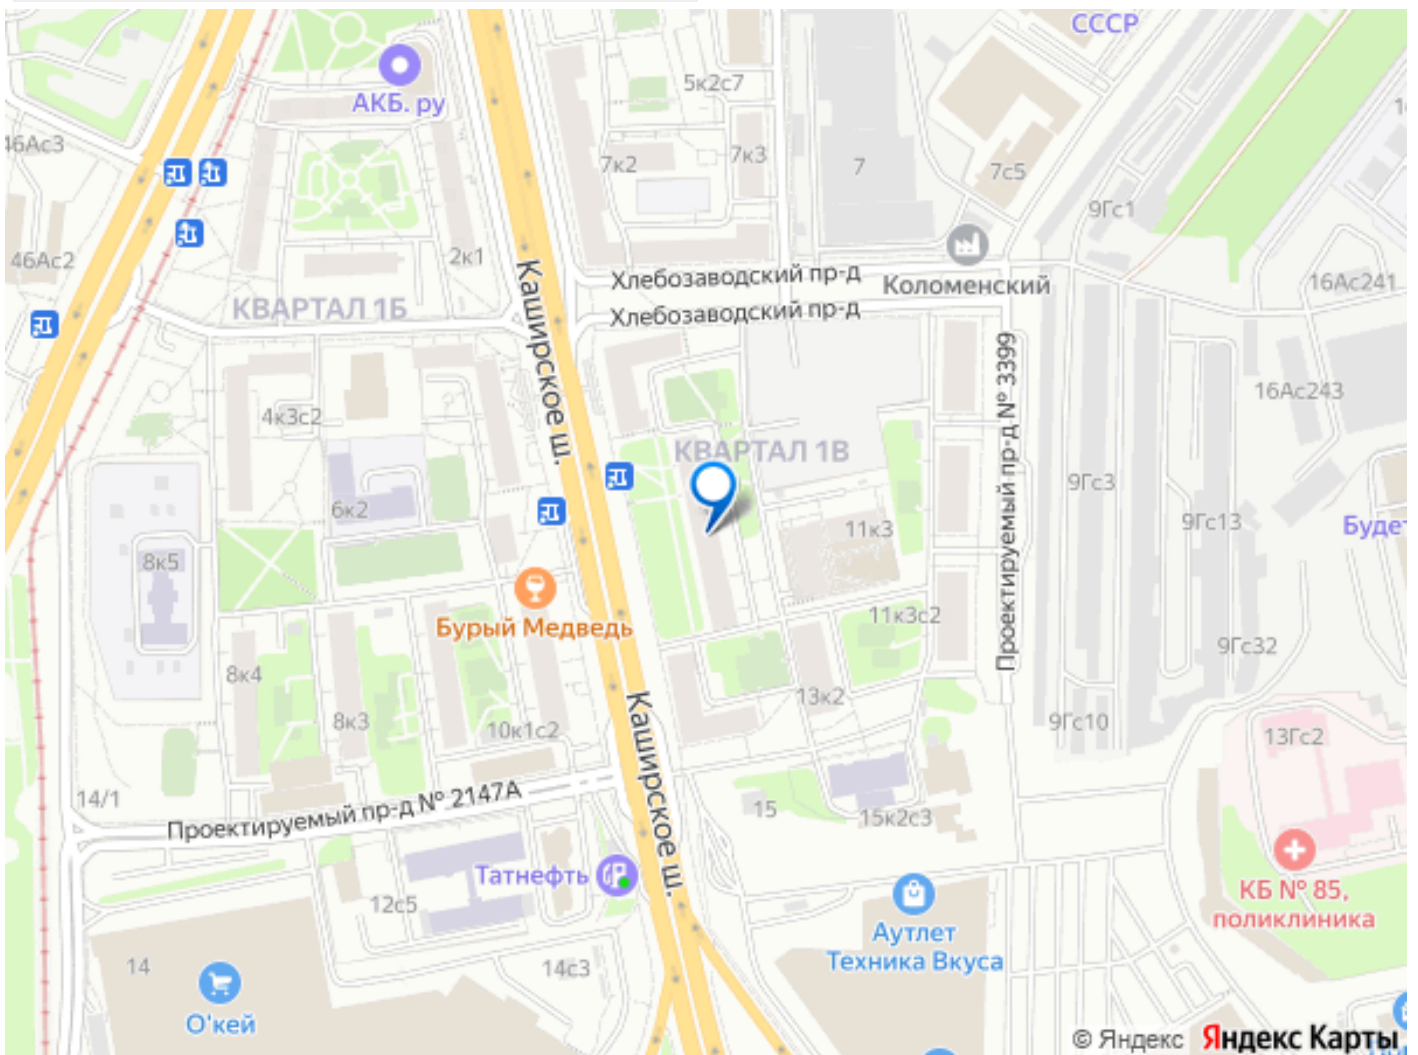 СССР
АКБ. ру
5к2с7
46Ас3
7к2
7к3
7
7с5
9Гс1
46Ас2
2к1
Хлебозаводский пр-д
Коломенский
16Ас241
КВАРТАЛ 1Б
Хлебозаводский пр-д
Каширское ш.
Проектируемый пр-д № 3399
16Ас243
4к3с2
КВАРТАЛ 1В
9Гс3
6к2
11к3
9Гс13
Будет
8к5
Бурый Медведь
11к3с2
9Гс32
8к4
13к2
8к3
10к1с2
9Гс10
13Гс2
Каширское ш.
14/1
Проектируемый пр-д № 2147А
15
15к2с3
Татнефть
КБ № 85,
поликлиника
12с5
Аутлет
Техника Вкуса
14
14с3
О'кей
© Яндекс Яндекс Карты